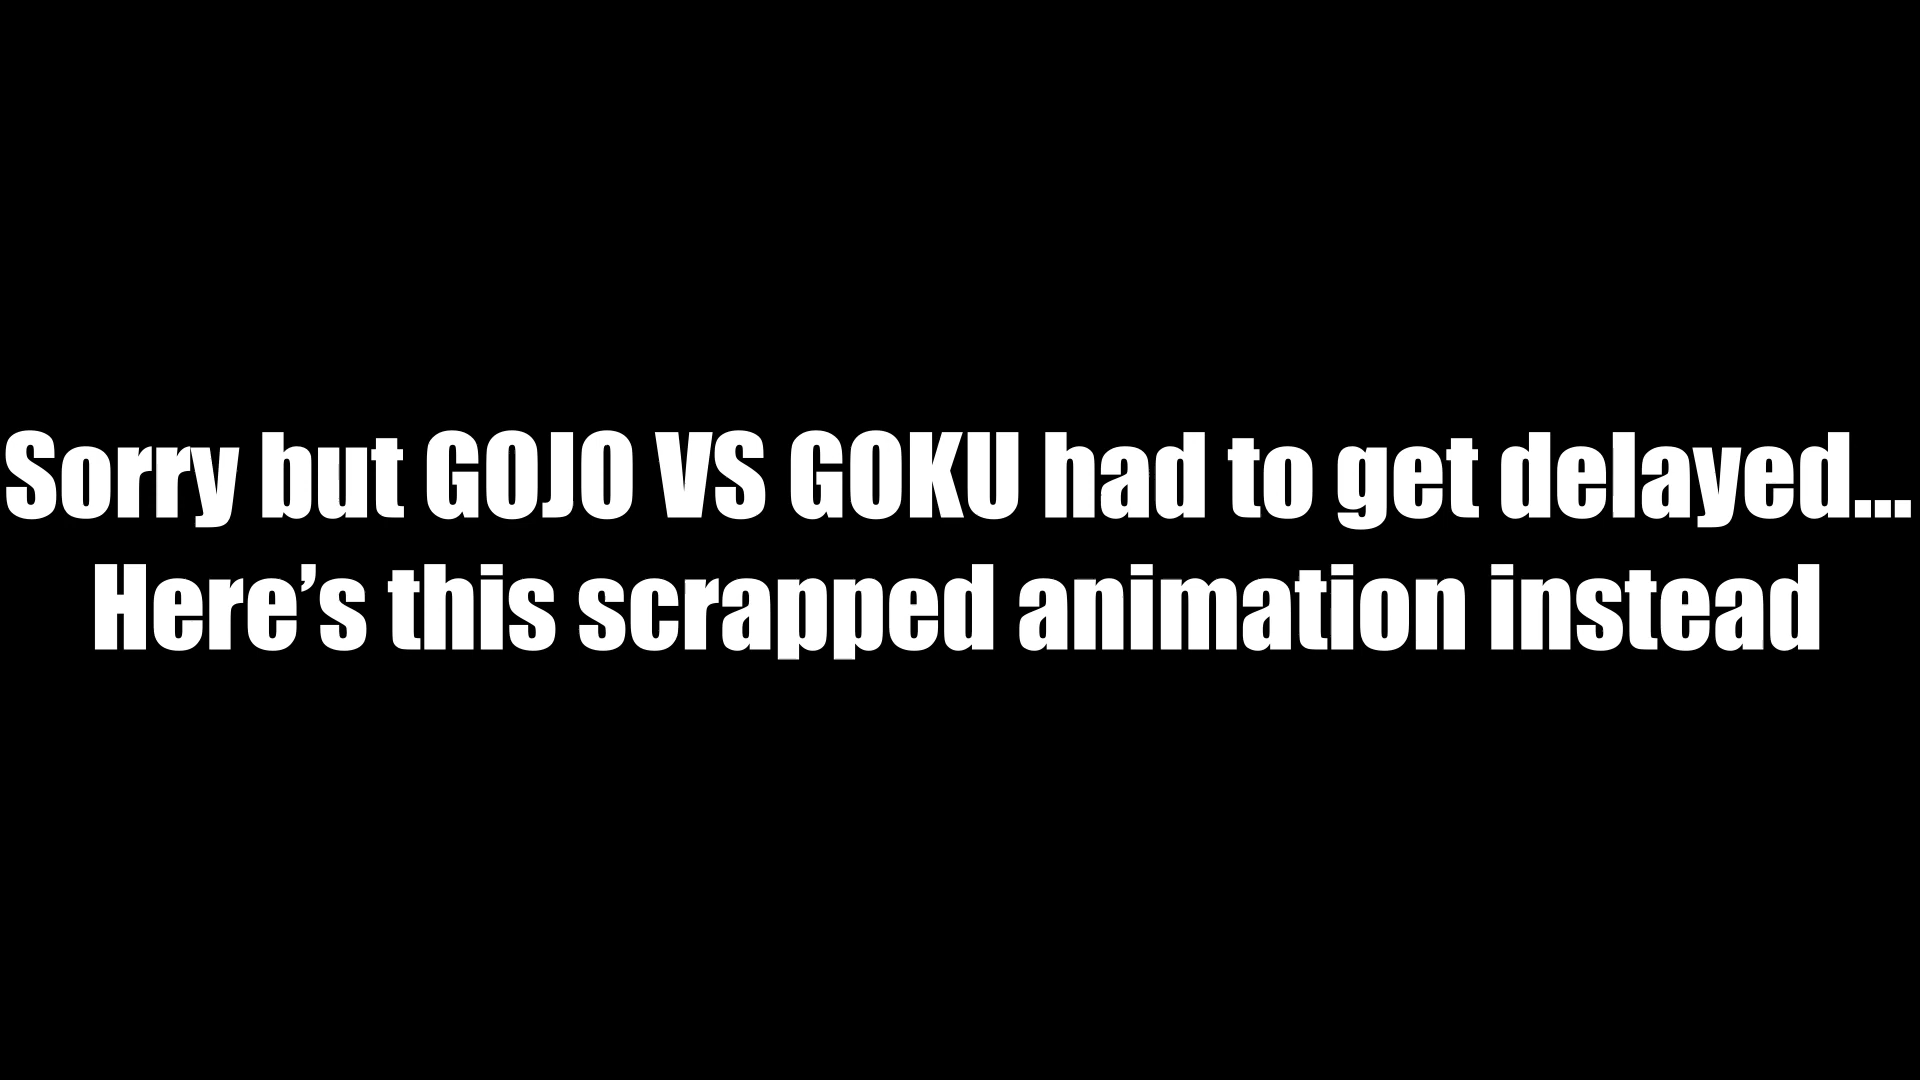 Sorry but GOJO VS GOKU had to get delayed...
Here’s this scrapped animation instead